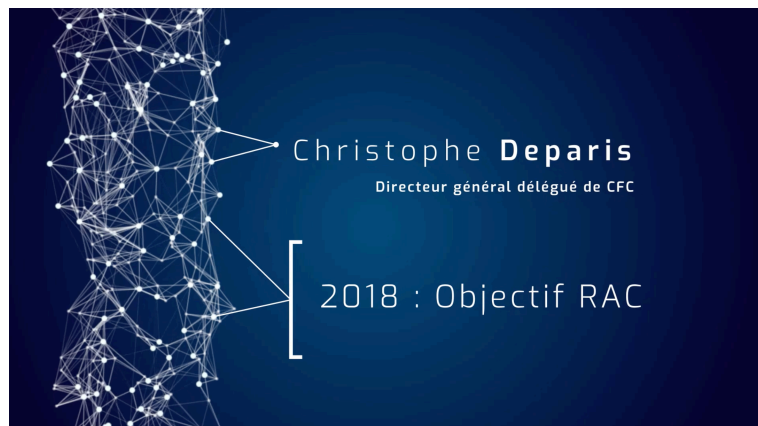 Christophe Deparis
Directeur général délégué de CFC
2018 : Objectif RAC